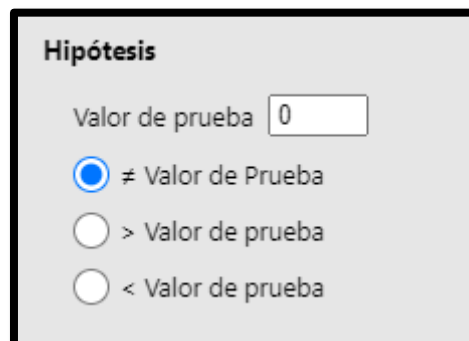 Hipótesis
Valor de prueba 0
≠ Valor de Prueba
> Valor de prueba
< Valor de prueba